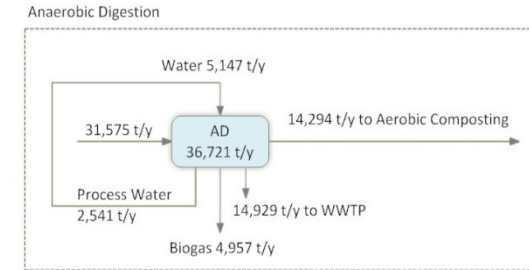 Anaerobic Digestion
Water 5,147 t/y
31,575 t/y
AD
36,721 t/y
14,294 t/y to Aerobic Composting
Process Water
2,541 t/y
14,929 t/y to WWTP
Biogas 4,957 t/y